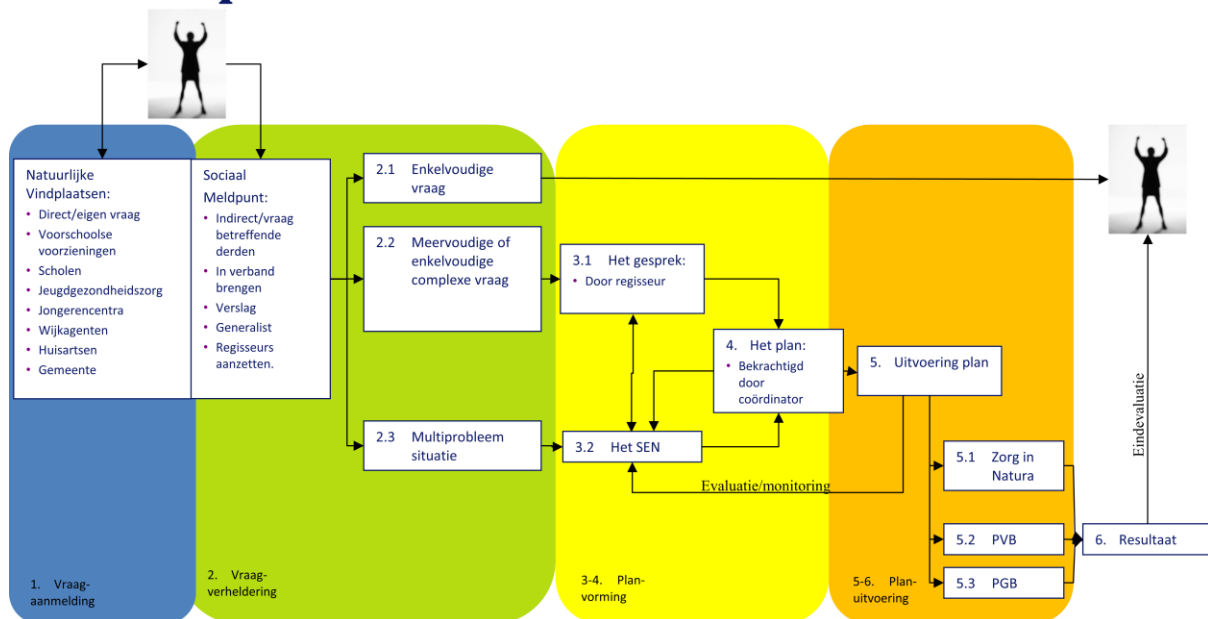 Natuurlijke
Vindplaatsen:
• Direct/eigen vraag
• Voorschoolse
voorzieningen
• Scholen
• Jeugdgezondheidszorg
• Jongerencentra
• Wijkagenten
• Huisartsen
• Gemeente
Sociaal
Meldpunt:
• Indirect/vraag
betreffende
derden
• In verband
brengen
• Verslag
• Generalist
• Regisseurs
aanzetten.
2.1 Enkelvoudige
vraag
2.2 Meervoudige of
enkelvoudige
complexe vraag
2.3 Multiprobleem
situatie
3.1 Het gesprek:
• Door regisseur
3.2 Het SEN
4. Het plan:
• Bekrachtigd
door
coördinator
5. Uitvoering plan
Evaluatie/monitoring
5.1 Zorg in
Natura
5.2 PVB
5.3 PGB
6. Resultaat
Eindevaluatie
1. Vraag-
aanmelding
2. Vraag-
verheldering
3-4. Plan-
vorming
5-6. Plan-
uitvoering